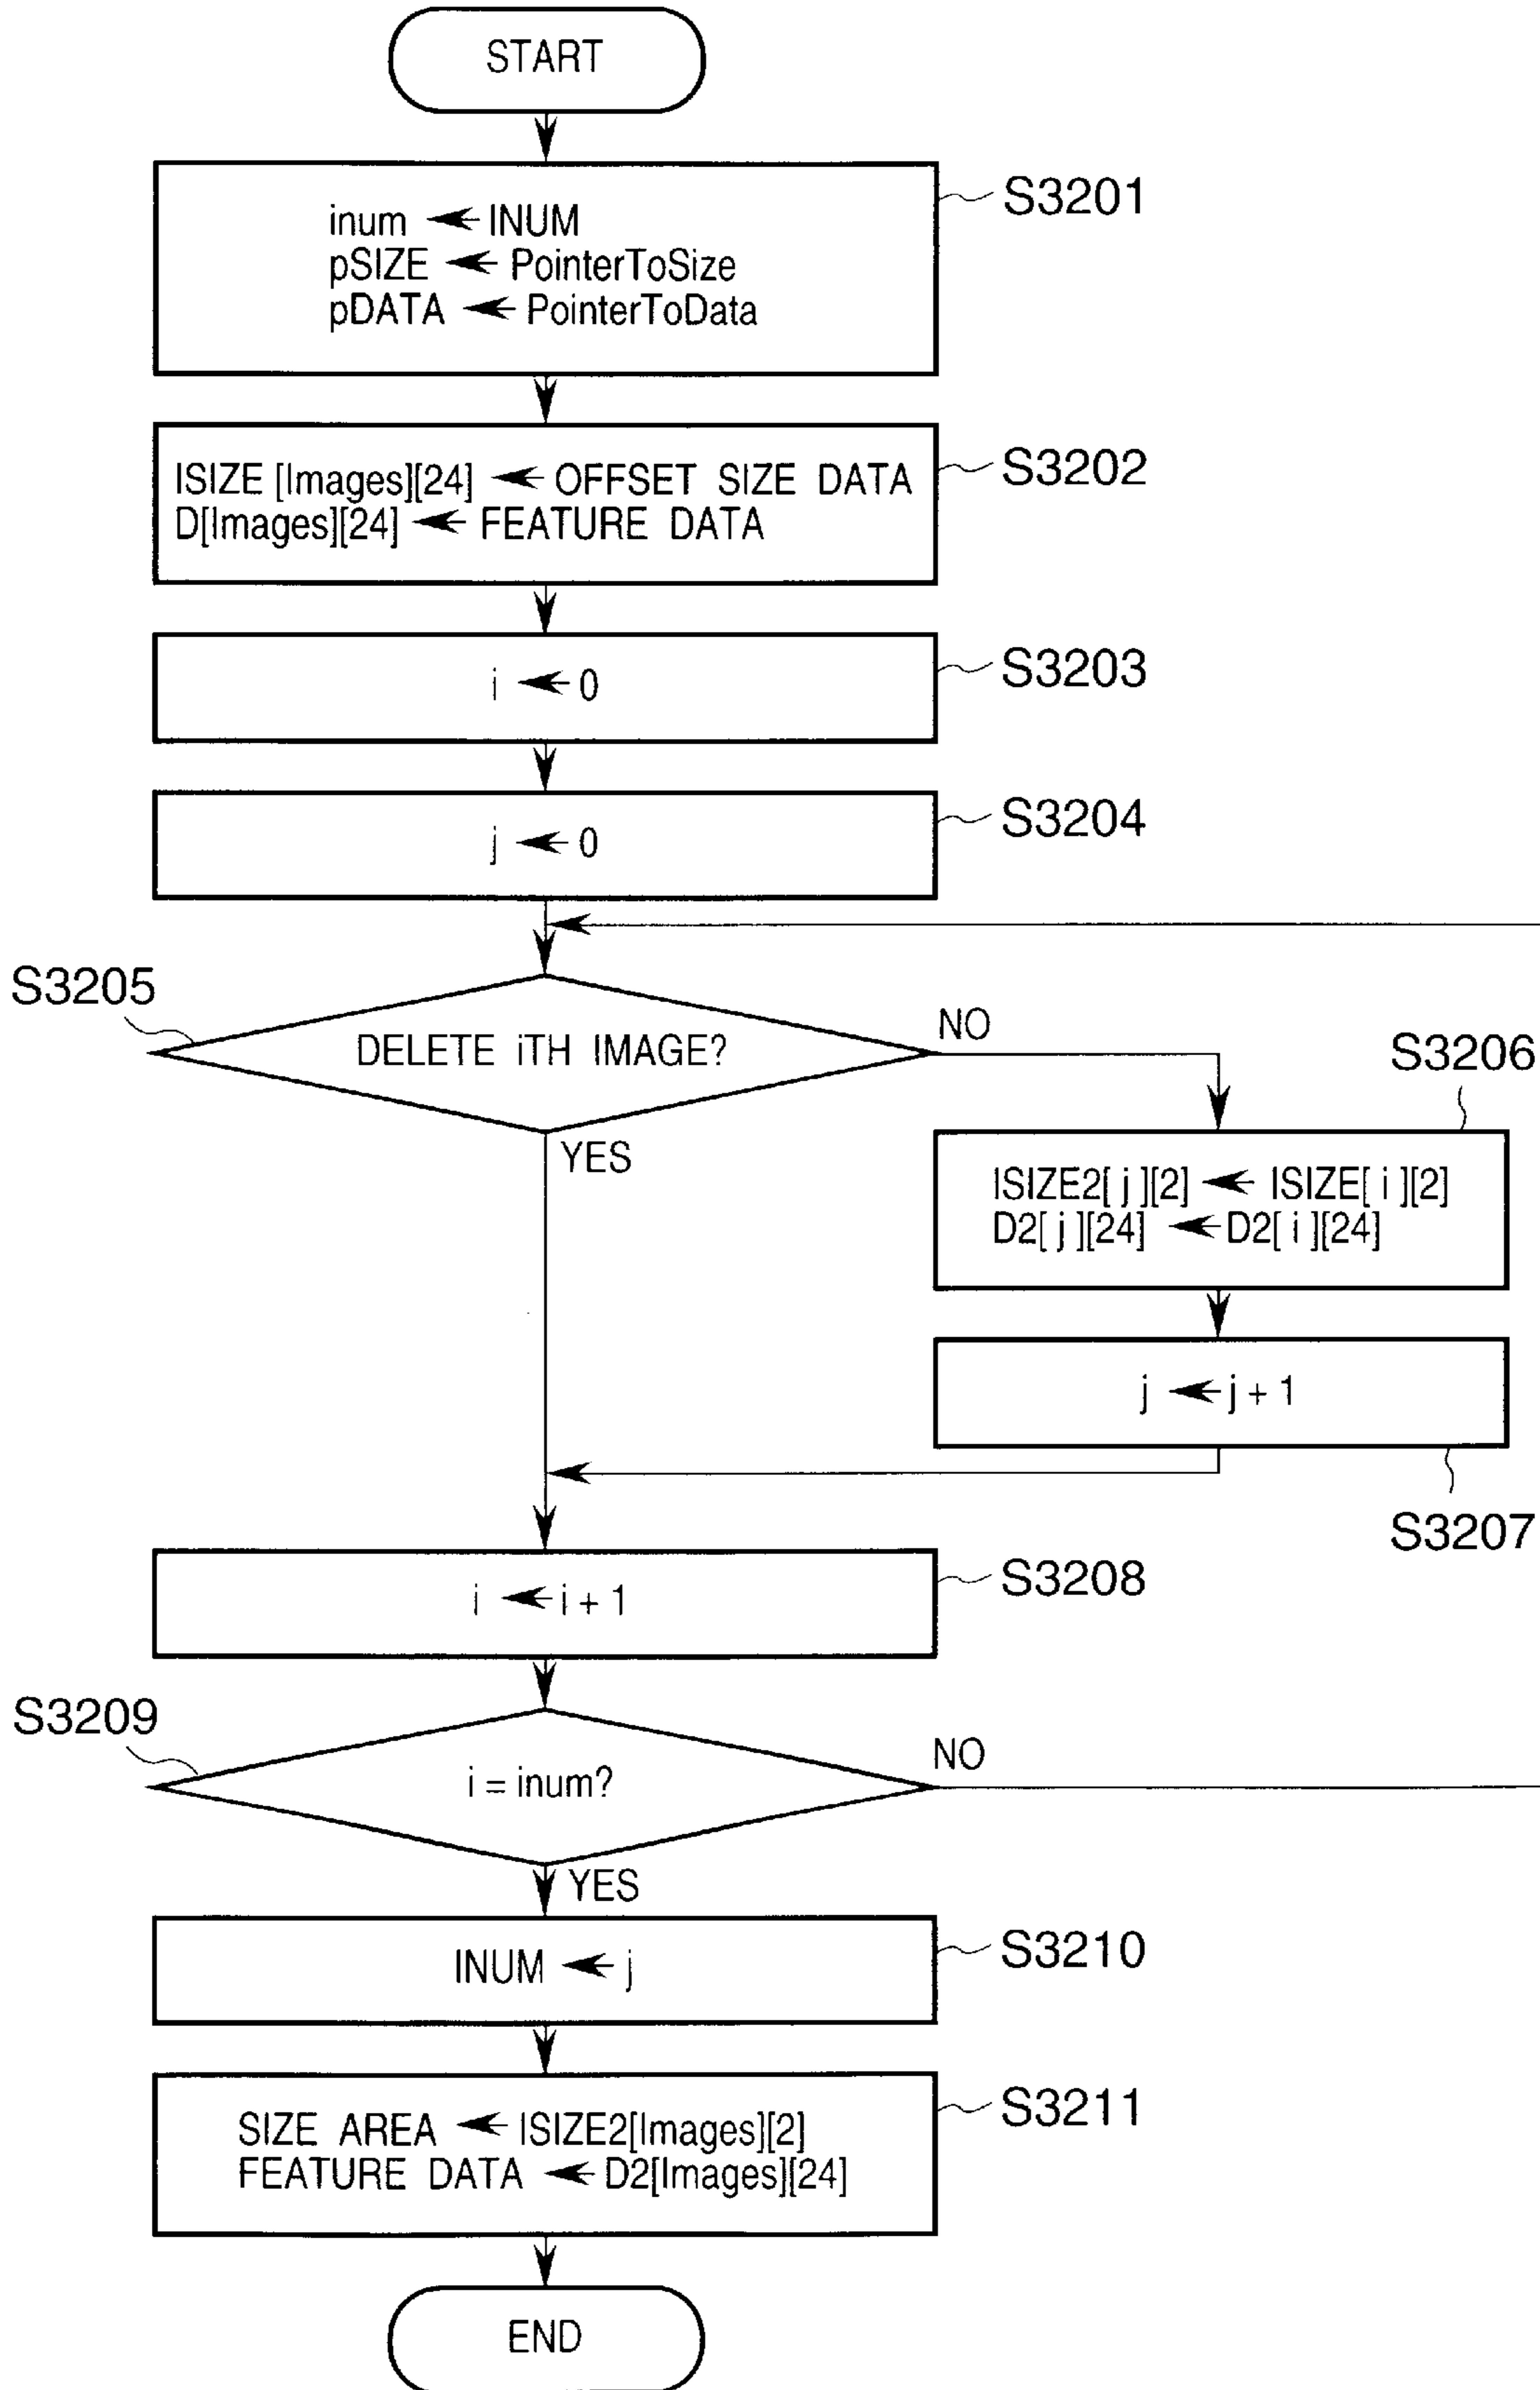 START
inum ← INUM
pSIZE ← PointerToSize
pDATA ← PointerToData
S3201
ISIZE [Images][24] ← OFFSET SIZE DATA
D[Images][24] ← FEATURE DATA
S3202
i ← 0
S3203
j ← 0
S3204
S3205
DELETE iTH IMAGE?
NO
YES
S3206
ISIZE2[ j ][2] ← ISIZE[ i ][2]
D2[ j ][24] ← D2[ i ][24]
j ← j + 1
S3207
i ← i + 1
S3208
S3209
i = inum?
NO
YES
INUM ← j
S3210
SIZE AREA ← ISIZE2[Images][2]
FEATURE DATA ← D2[Images][24]
S3211
END